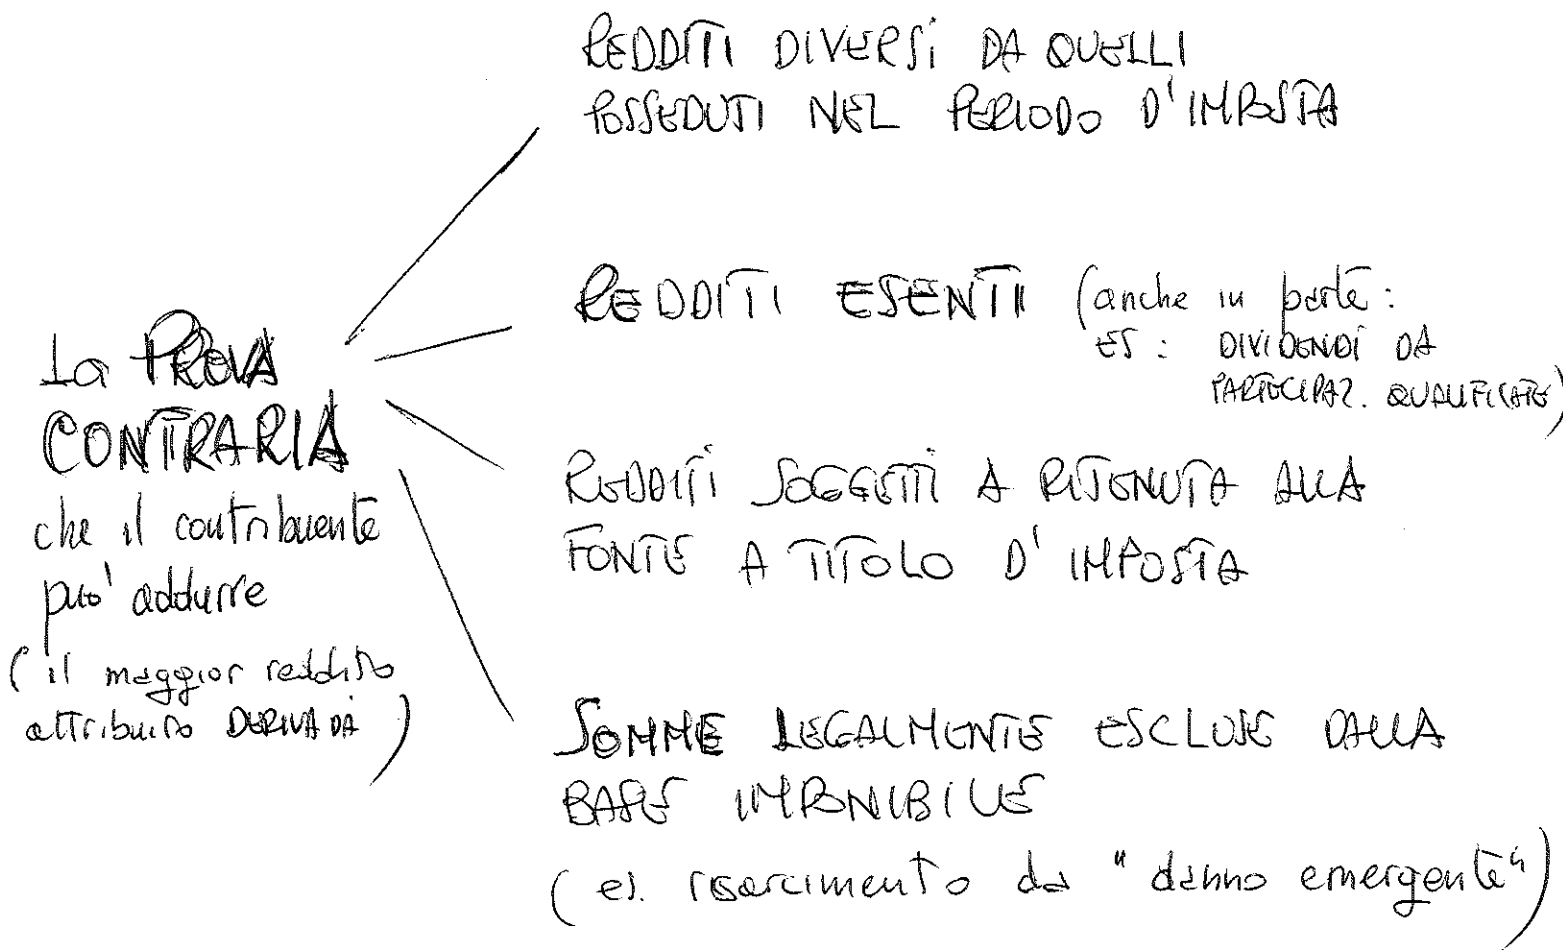 La PROVA
CONTRARIA
che il contribuente
può addurre
(il maggior reddito
attribuito DERIVA DA)
REDDITI DIVERSI DA QUELLI
POSSEDUTI NEL PERIODO D'IMPOSTA
REDDITI ESENTI (anche in parte:
ES: DIVIDENDI DA
PARTECIPAZ. QUALIFICATE)
REDDITI SOGGETTI A RITENUTA ALLA
FONTE A TITOLO D'IMPOSTA
SOMME LEGALMENTE ESCLUSE DALLA
BASE IMPONIBILE
(es. risarcimento da "danno emergente")